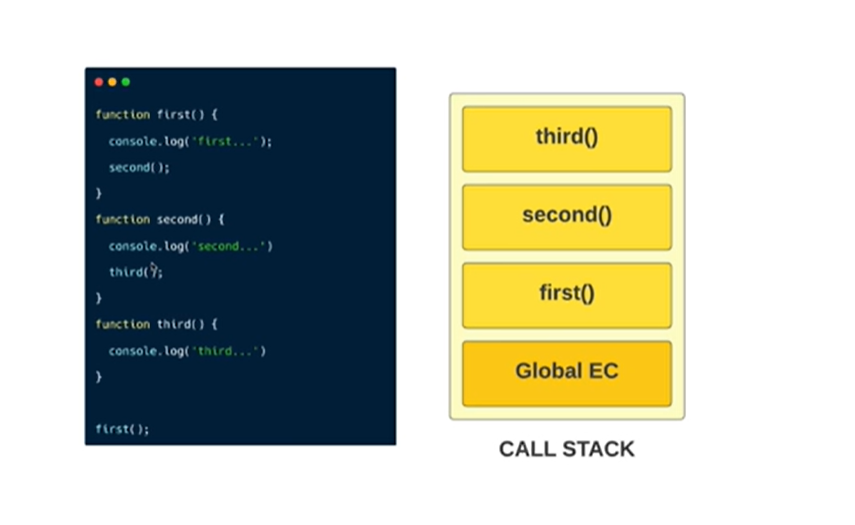 function first() {
console.log('first...');
second();
}
function second() {
console.log('second...')
third();
}
function third() {
console.log('third...')
}
first();
third()
second()
first()
Global EC
CALL STACK